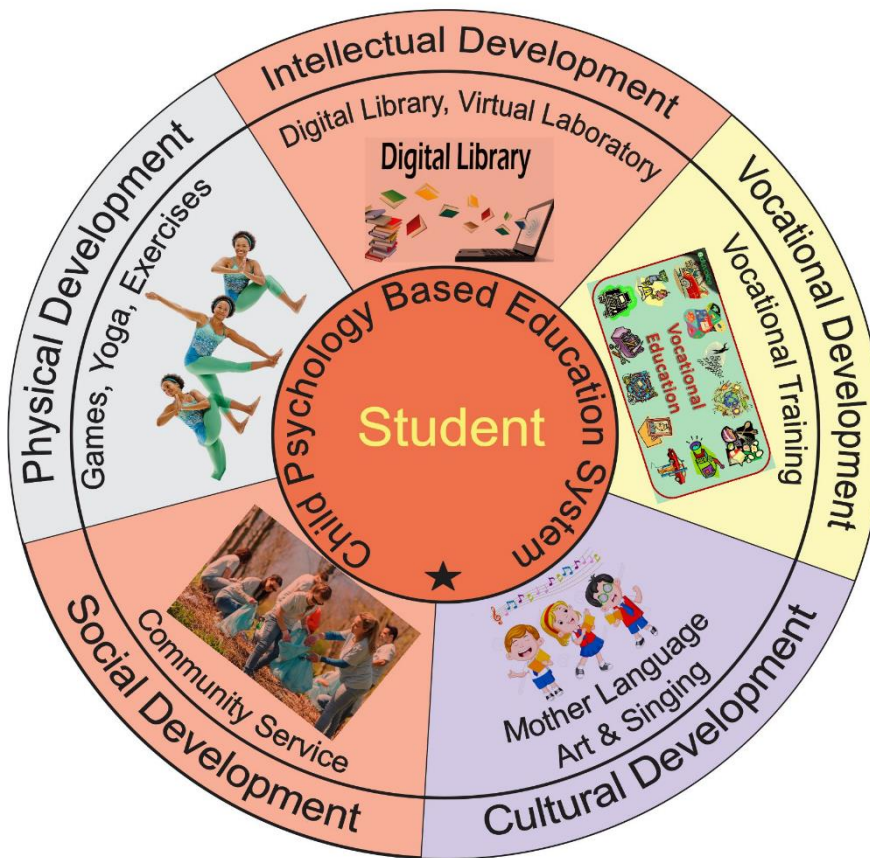 Intellectual Development
Digital Library, Virtual Laboratory
Digital Library
Vocational Development
Vocational Training
Vocational
Education
Cultural Development
Mother Language
Art & Singing
Social Development
Community Service
Physical Development
Games, Yoga, Exercises
Child Psychology Based Education System
Student